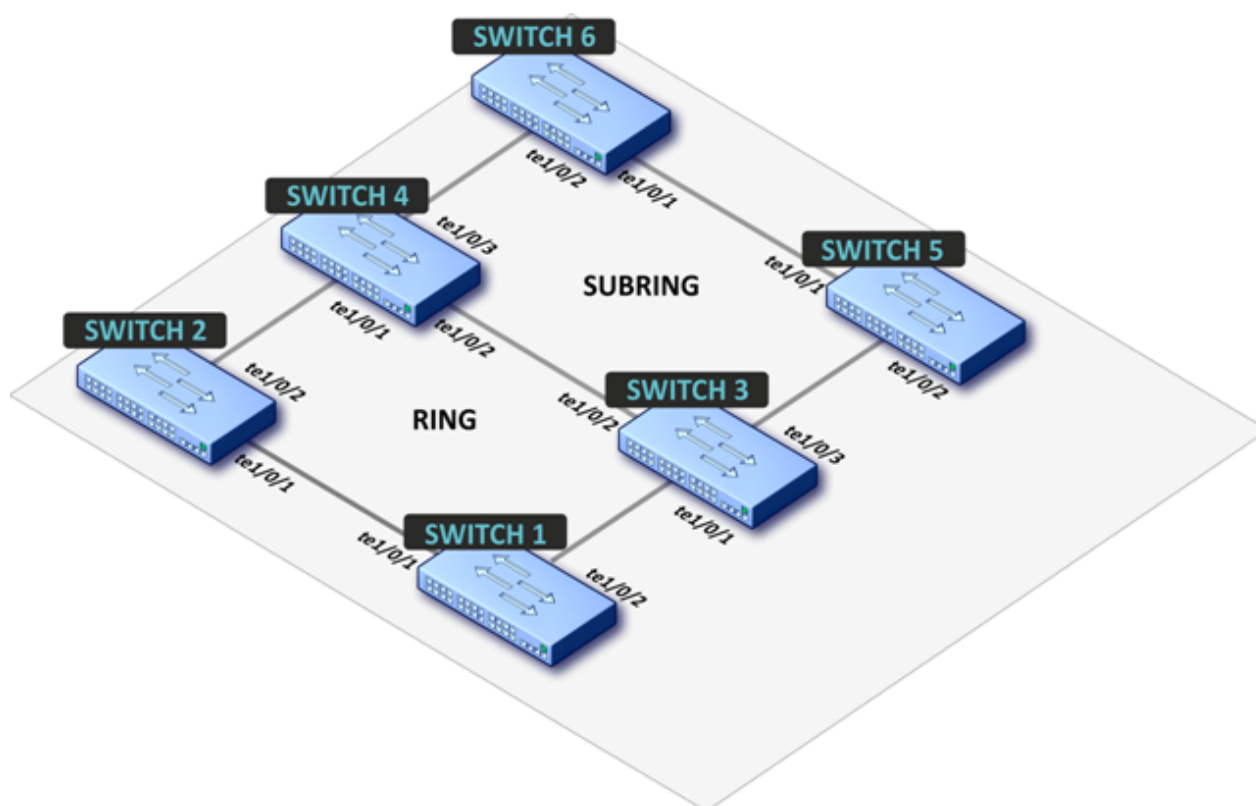 SWITCH 6
te1/0/2
te1/0/1
SWITCH 4
te1/0/3
SWITCH 5
te1/0/1
SUBRING
te1/0/1
te1/0/2
SWITCH 2
te1/0/2
te1/0/2
SWITCH 3
te1/0/2
RING
te1/0/3
te1/0/1
te1/0/1
SWITCH 1
te1/0/1
te1/0/2